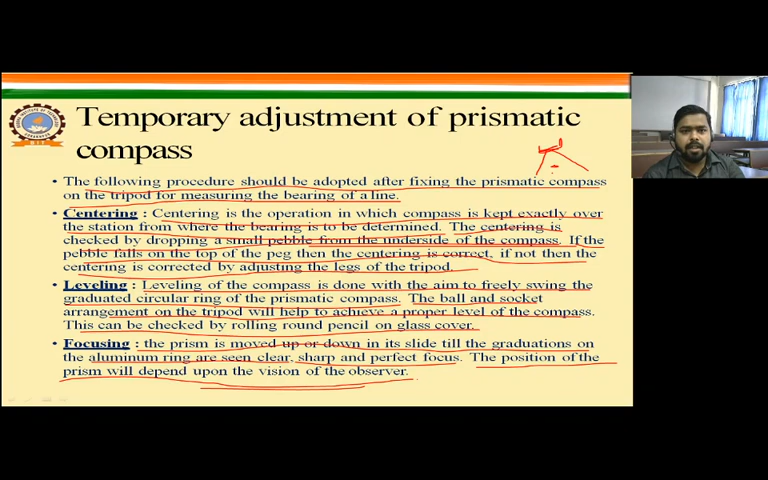 Temporary adjustment of prismatic
compass
• The following procedure should be adopted after fixing the prismatic compass
on the tripod for measuring the bearing of a line.
• Centering : Centering is the operation in which compass is kept exactly over
the station from where the bearing is to be determined. The centering is
checked by dropping a small pebble from the underside of the compass. If the
pebble falls on the top of the peg then the centering is correct, if not then the
centering is corrected by adjusting the legs of the tripod.
• Leveling : Leveling of the compass is done with the aim to freely swing the
graduated circular ring of the prismatic compass. The ball and socket
arrangement on the tripod will help to achieve a proper level of the compass.
This can be checked by rolling round pencil on glass cover.
• Focusing : the prism is moved up or down in its slide till the graduations on
the aluminum ring are seen clear, sharp and perfect focus. The position of the
prism will depend upon the vision of the observer.